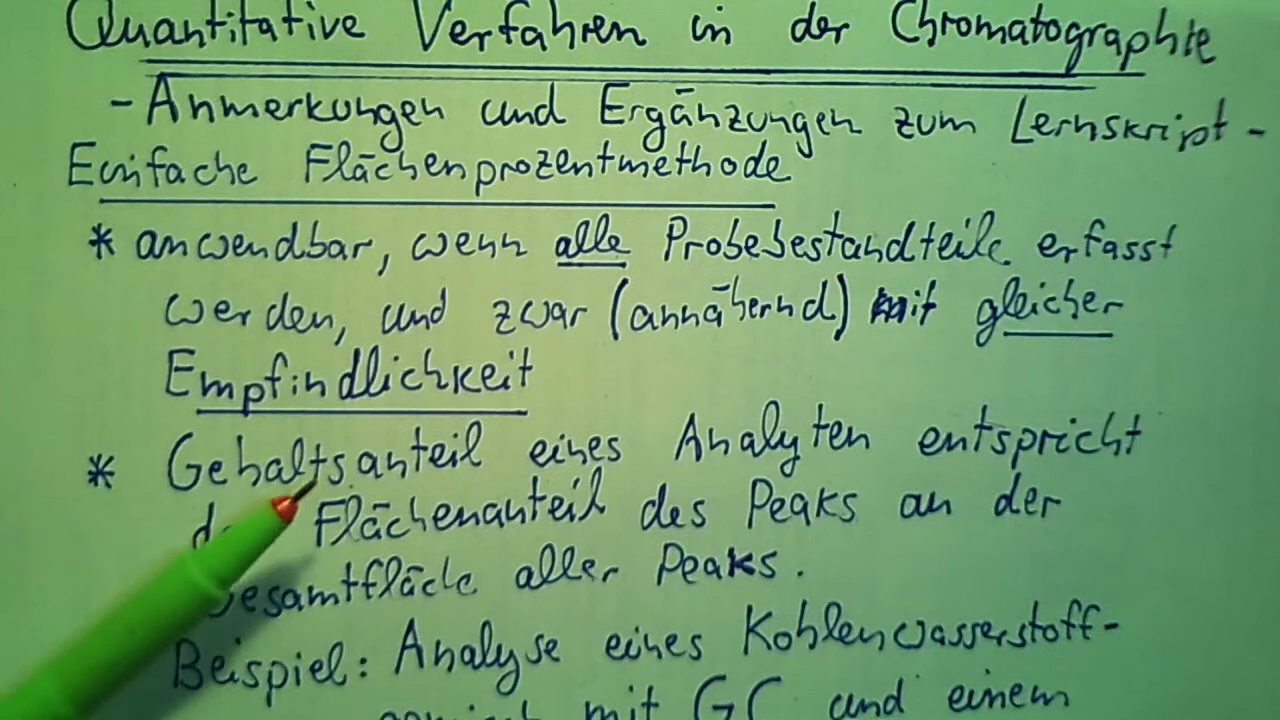 Quantitative Verfahren in der Chromatographie
- Anmerkungen und Ergänzungen zum Lernskript -
Einfache Flächenprozentmethode
* anwendbar, wenn alle Probebestandteile erfasst
werden, und zwar (annähernd) mit gleicher
Empfindlichkeit
* Gehaltsanteil eines Analyten entspricht
Flächenanteil des Peaks an der
Gesamtfläche aller Peaks.
Beispiel: Analyse eines Kohlenwasserstoff-
mit GC und einem